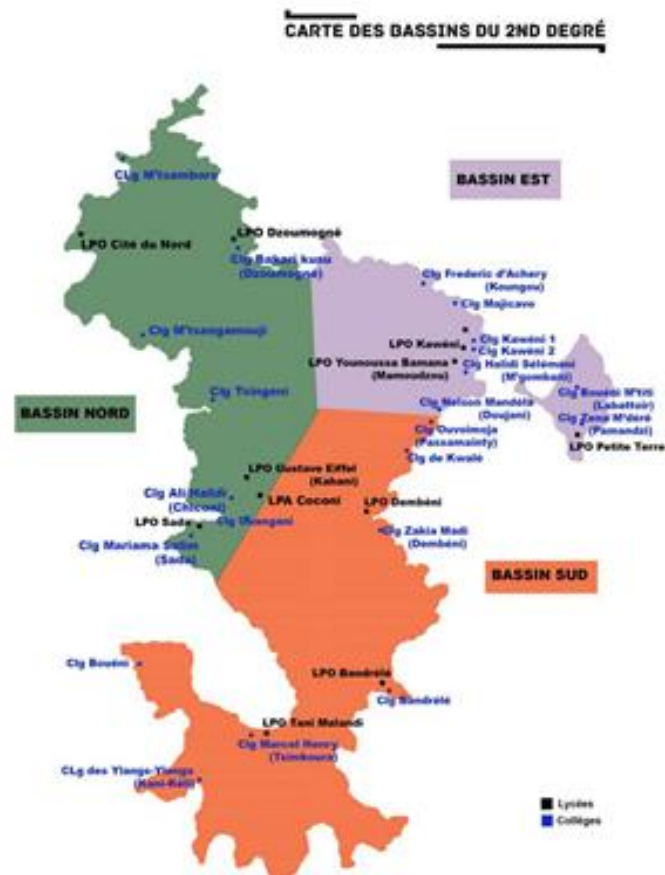 CARTE DES BASSINS DU 2ND DEGRÉ
BASSIN EST
CLg M'tsambora
LPO Cité du Nord
LPO Dzoumogné
Clg Bakari kusu
(Dzoumogné)
Clg Frederic d'Achery
(Koungou)
Clg Majicavo
Clg M'tsangamouji
LPO Kawéni
Clg Kawéni 1
Clg Kawéni 2
LPO Younoussa Bamana
(Mamoudzou)
Clg Halidi Sélémani
(M'gombani)
Clg Bouéni M'titi
(Labattoir)
BASSIN NORD
Clg Tsingoni
Clg Nelson Mandela
(Doujani)
Clg Zena M'déré
(Pamandzi)
Clg Ouvoimoja
(Passamainty)
LPO Petite Terre
Clg de Kwalé
LPO Gustave Eiffel
(Kahani)
Clg Ali Halidi
(Chiconi)
LPA Coconi
LPO Dembéni
LPO Sada
Clg Mariama Salim
(Sada)
Clg Zakia Madi
(Dembéni)
BASSIN SUD
Clg Bouéni
LPO Bandrélé
Clg Bandrélé
LPO Tani Malandi
Clg Marcel Henry
(Tsimkoura)
CLg des Ylangs-Ylangs
(Kani-Kéli)
Lycées
Collèges